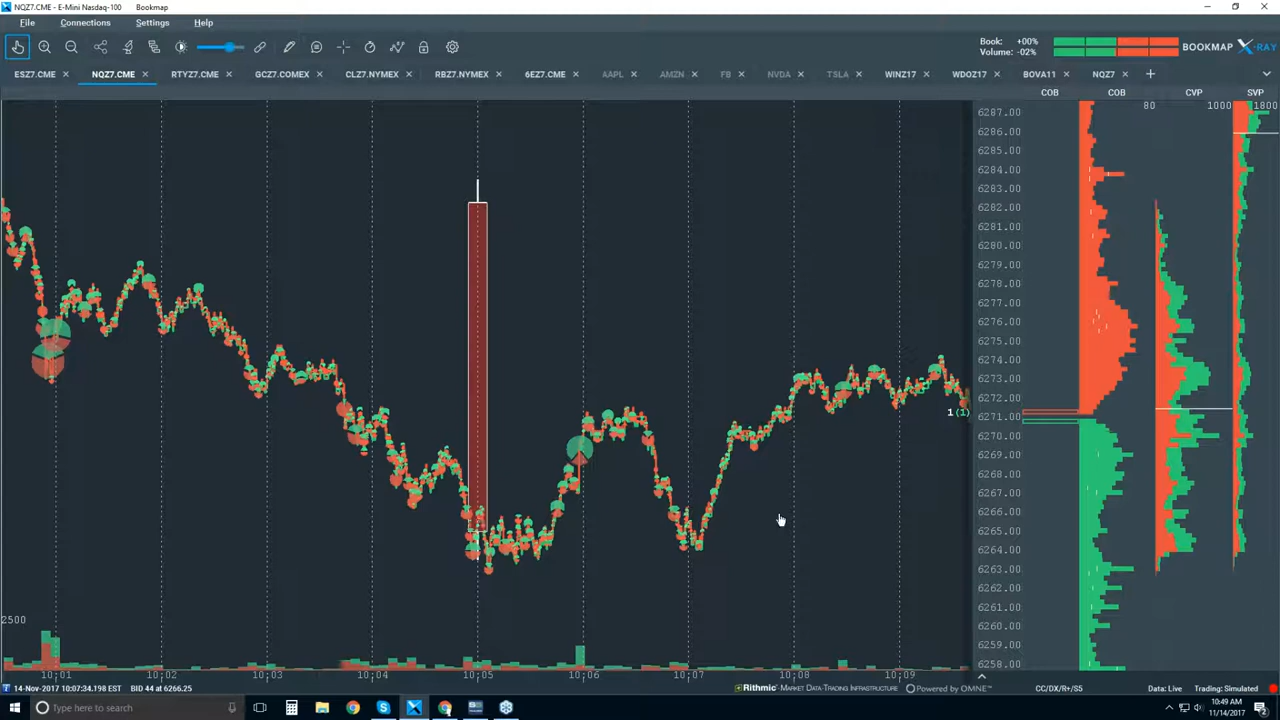 NQZ7.CME - E-Mini Nasdaq-100 Bookmap
File Connections Settings Help
Book: +00%
Volume: -02%
BOOKMAP X-RAY
ESZ7.CME NQZ7.CME RTYZ7.CME GCZ7.COMEX CLZ7.NYMEX RBZ7.NYMEX 6EZ7.CME AAPL AMZN FB NVDA TSLA WINZ17 WDOZ17 BOVA11 NQZ7
COB COB CVP SVP
80 1000 1800
6287.00
6286.00
6285.00
6284.00
6283.00
6282.00
6281.00
6280.00
6279.00
6278.00
6277.00
6276.00
6275.00
6274.00
6273.00
6272.00
6271.00
1 (1)
6270.00
6269.00
6268.00
6267.00
6266.00
6265.00
6264.00
6263.00
6262.00
6261.00
6260.00
6259.00
6258.00
2500
10:01 10:02 10:03 10:04 10:05 10:06 10:07 10:08 10:09
14-Nov-2017 10:07:34.198 EST BID 44 at 6266.25
Rithmic MARKET DATA-TRADING INFRASTRUCTURE Powered by OMNE™
CC/DX/R+/S5 Data: Live Trading: Simulated
Type here to search
10:49 AM
11/14/2017
2